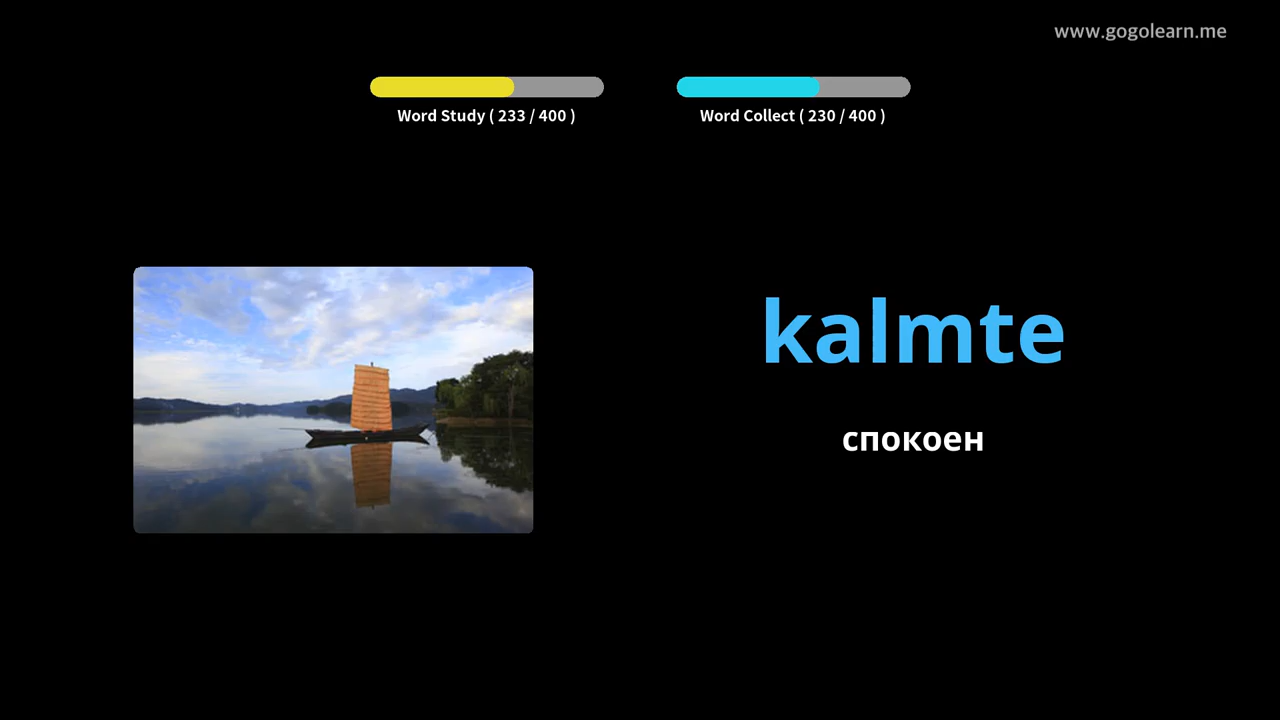 www.gogolearn.me
Word Study ( 233 / 400 )
Word Collect ( 230 / 400 )
kalmte
спокоен